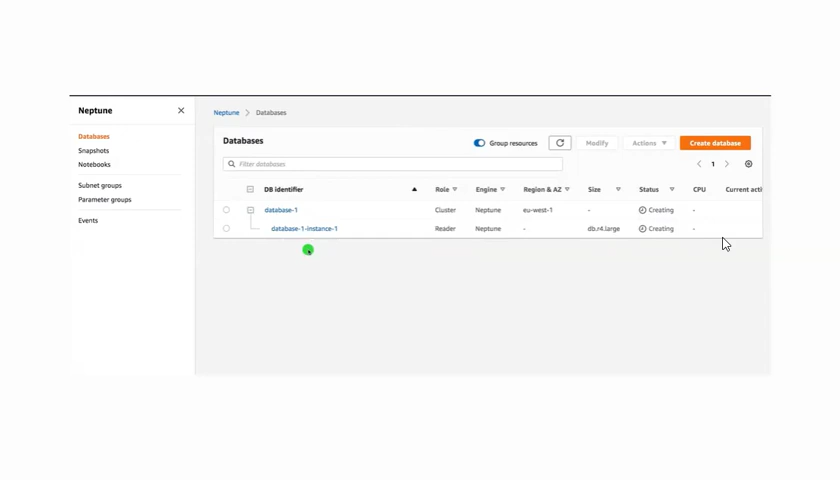 Neptune
Databases
Snapshots
Notebooks
Subnet groups
Parameter groups
Events
Neptune > Databases
Databases
Group resources
Modify
Actions
Create database
Filter databases
1
DB identifier Role Engine Region & AZ Size Status CPU Current acti
database-1 Cluster Neptune eu-west-1 - Creating -
database-1-instance-1 Reader Neptune - db.r4.large Creating -